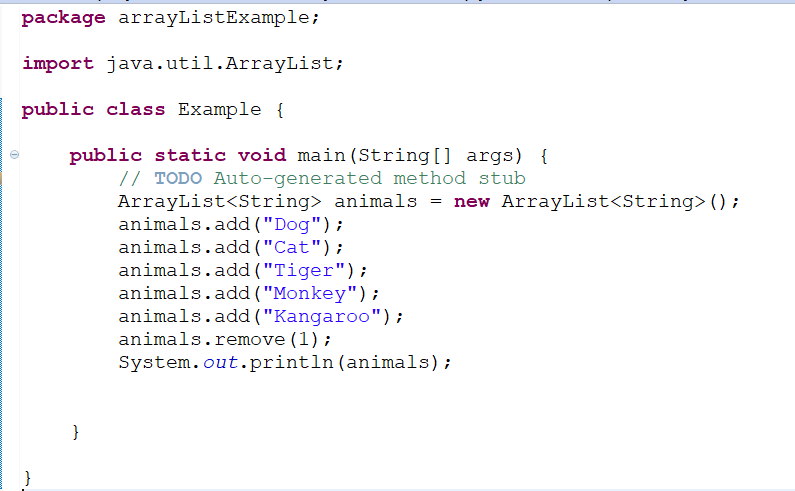 package arrayListExample;
import java.util.ArrayList;
public class Example {
public static void main(String[] args) {
// TODO Auto-generated method stub
ArrayList<String> animals = new ArrayList<String>();
animals.add("Dog");
animals.add("Cat");
animals.add("Tiger");
animals.add("Monkey");
animals.add("Kangaroo");
animals.remove(1);
System.out.println(animals);
}
}